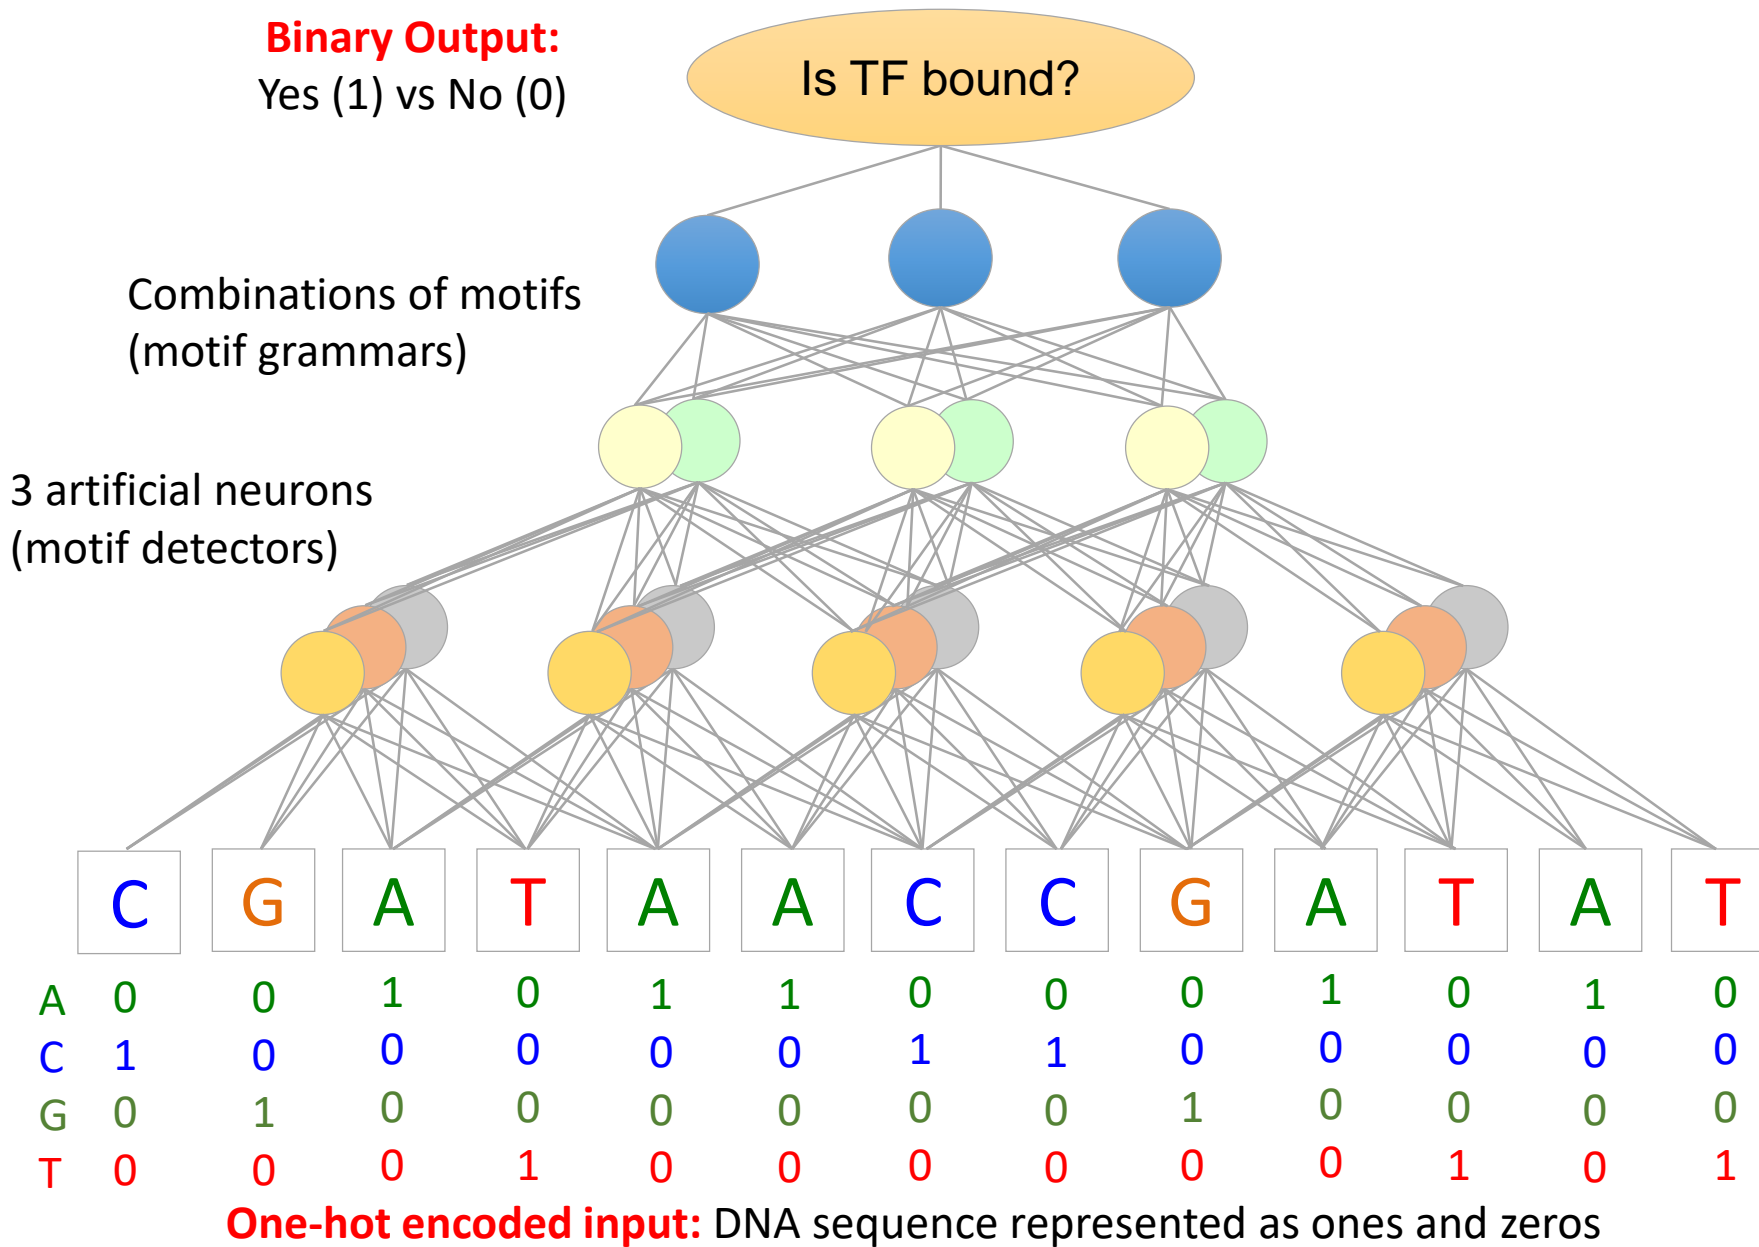 Binary Output:
Yes (1) vs No (0)
Is TF bound?
Combinations of motifs
(motif grammars)
3 artificial neurons
(motif detectors)
C G A T A A C C G A T A T
A 0 0 1 0 1 1 0 0 0 1 0 1 0
C 1 0 0 0 0 0 1 1 0 0 0 0 0
G 0 1 0 0 0 0 0 0 1 0 0 0 0
T 0 0 0 1 0 0 0 0 0 0 1 0 1
One-hot encoded input: DNA sequence represented as ones and zeros